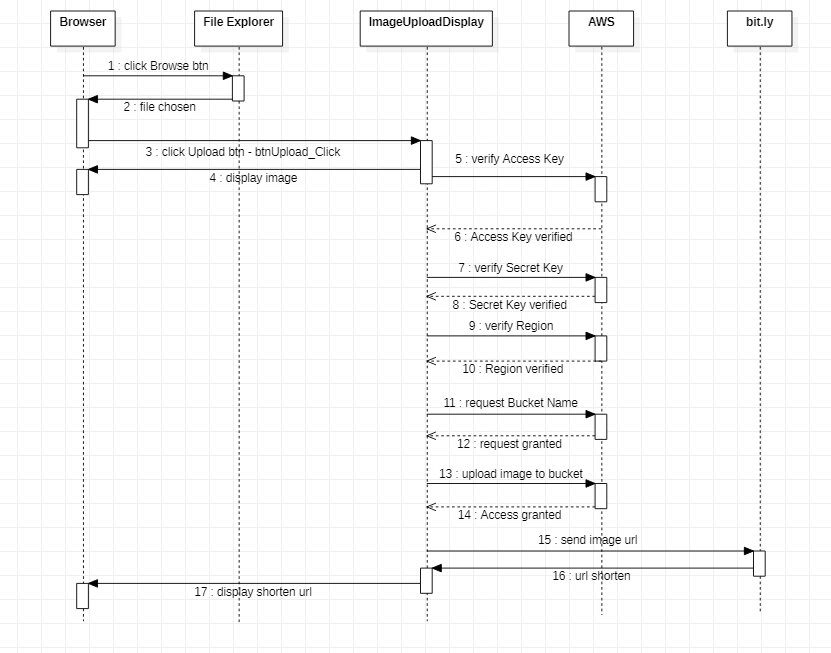 Browser
File Explorer
ImageUploadDisplay
AWS
bit.ly
1 : click Browse btn
2 : file chosen
3 : click Upload btn - btnUpload_Click
5 : verify Access Key
4 : display image
6 : Access Key verified
7 : verify Secret Key
8 : Secret Key verified
9 : verify Region
10 : Region verified
11 : request Bucket Name
12 : request granted
13 : upload image to bucket
14 : Access granted
15 : send image url
16 : url shorten
17 : display shorten url